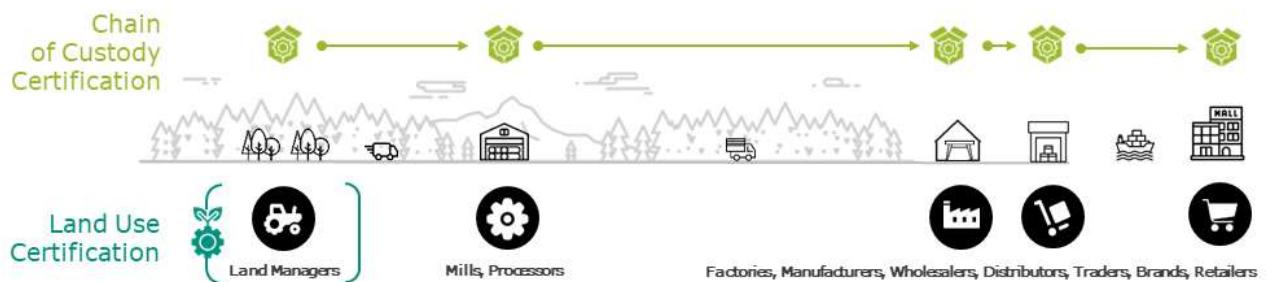 Chain
of Custody
Certification
MALL
Land Use
Certification
Land Managers
Mills, Processors
Factories, Manufacturers, Wholesalers, Distributors, Traders, Brands, Retailers